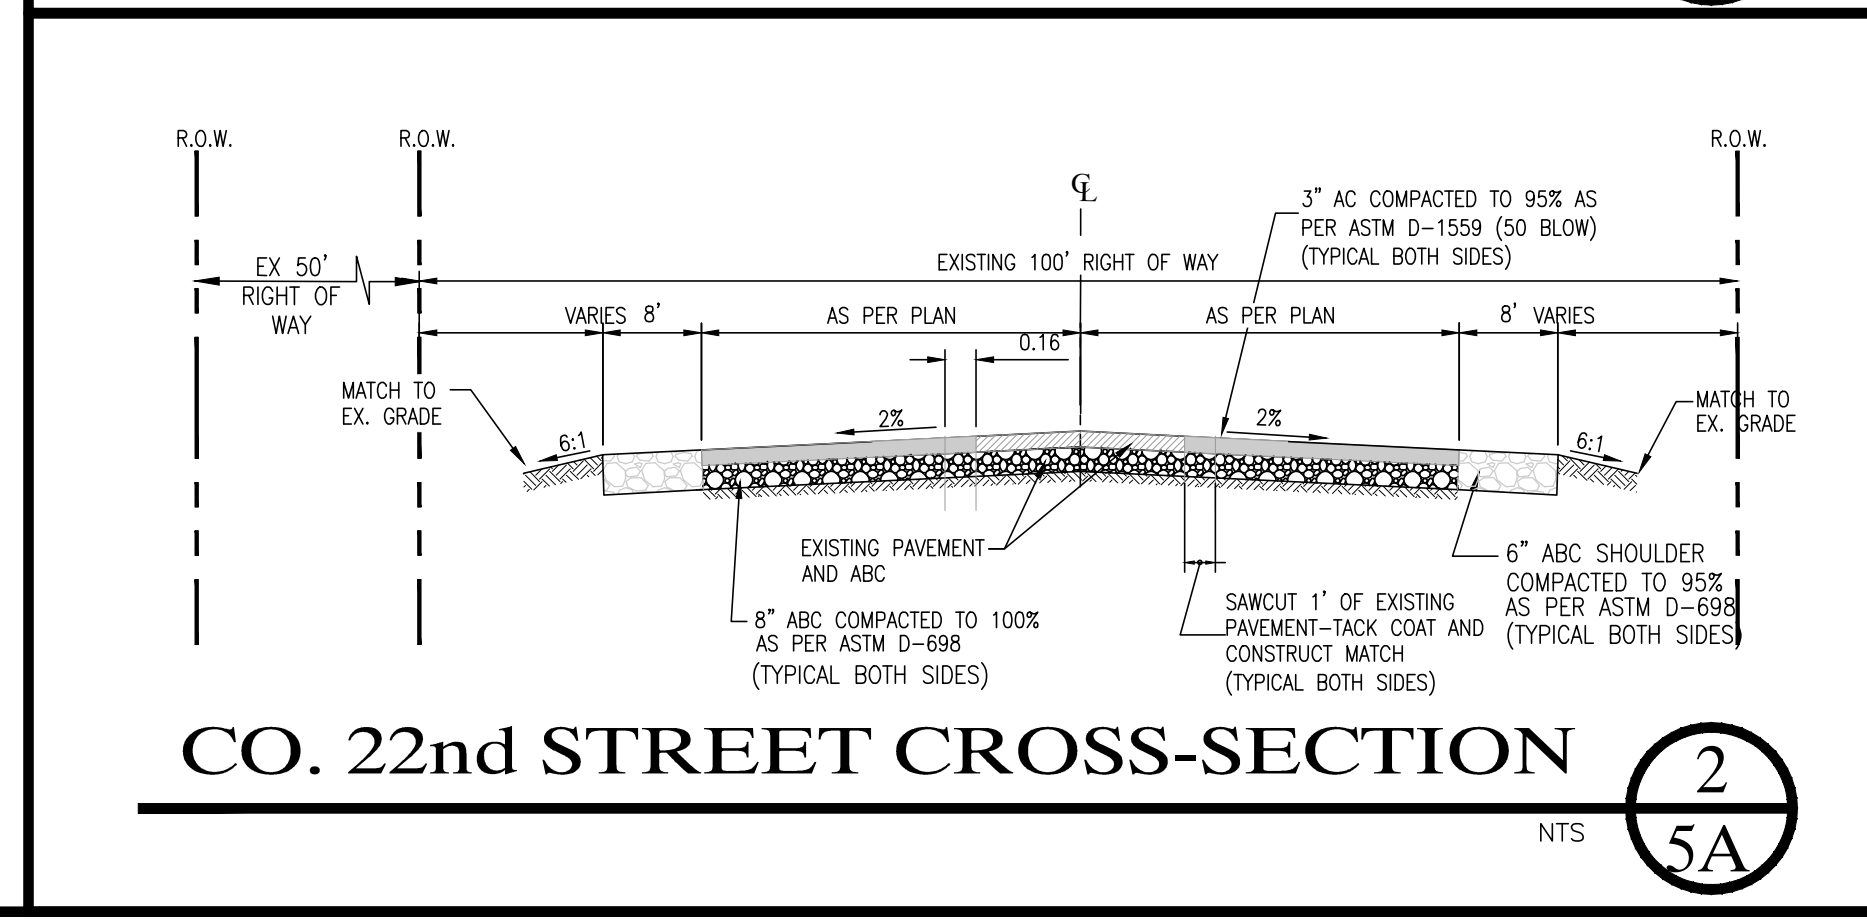 R.O.W.
R.O.W.
R.O.W.
℄
3" AC COMPACTED TO 95% AS
PER ASTM D-1559 (50 BLOW)
(TYPICAL BOTH SIDES)
EX 50'
RIGHT OF
WAY
EXISTING 100' RIGHT OF WAY
VARIES 8'
AS PER PLAN
AS PER PLAN
8' VARIES
0.16
MATCH TO
EX. GRADE
2%
2%
MATCH TO
EX. GRADE
6:1
6:1
EXISTING PAVEMENT
AND ABC
8" ABC COMPACTED TO 100%
AS PER ASTM D-698
(TYPICAL BOTH SIDES)
SAWCUT 1' OF EXISTING
PAVEMENT-TACK COAT AND
CONSTRUCT MATCH
(TYPICAL BOTH SIDES)
6" ABC SHOULDER
COMPACTED TO 95%
AS PER ASTM D-698
(TYPICAL BOTH SIDES)
CO. 22nd STREET CROSS-SECTION
2
NTS
5A